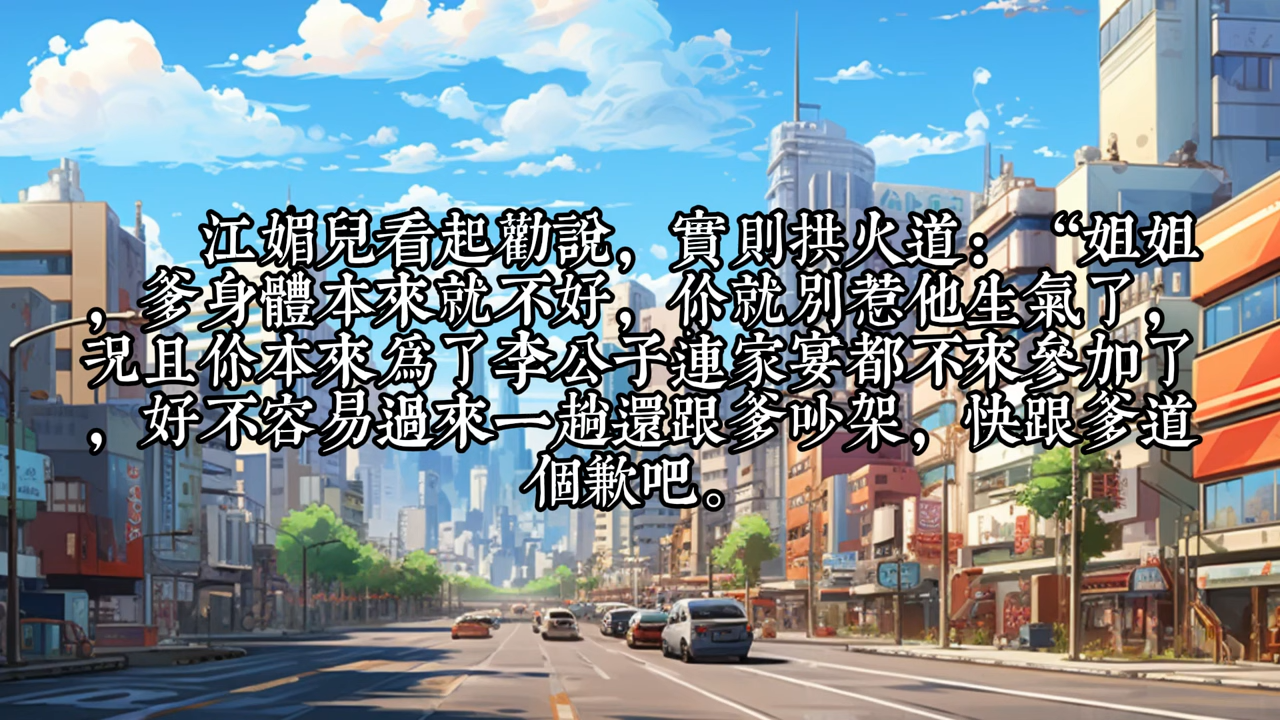 江媚兒看起勸說，實則拱火道：“姐姐
，爹身體本來就不好，你就別惹他生氣了，
況且你本來爲了李公子連家宴都不來參加了
，好不容易過來一趟還跟爹吵架，快跟爹道
個歉吧。